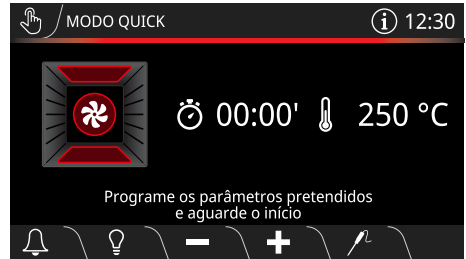 MODO QUICK
12:30
00:00' 250 °C
Programe os parâmetros pretendidos
e aguarde o início